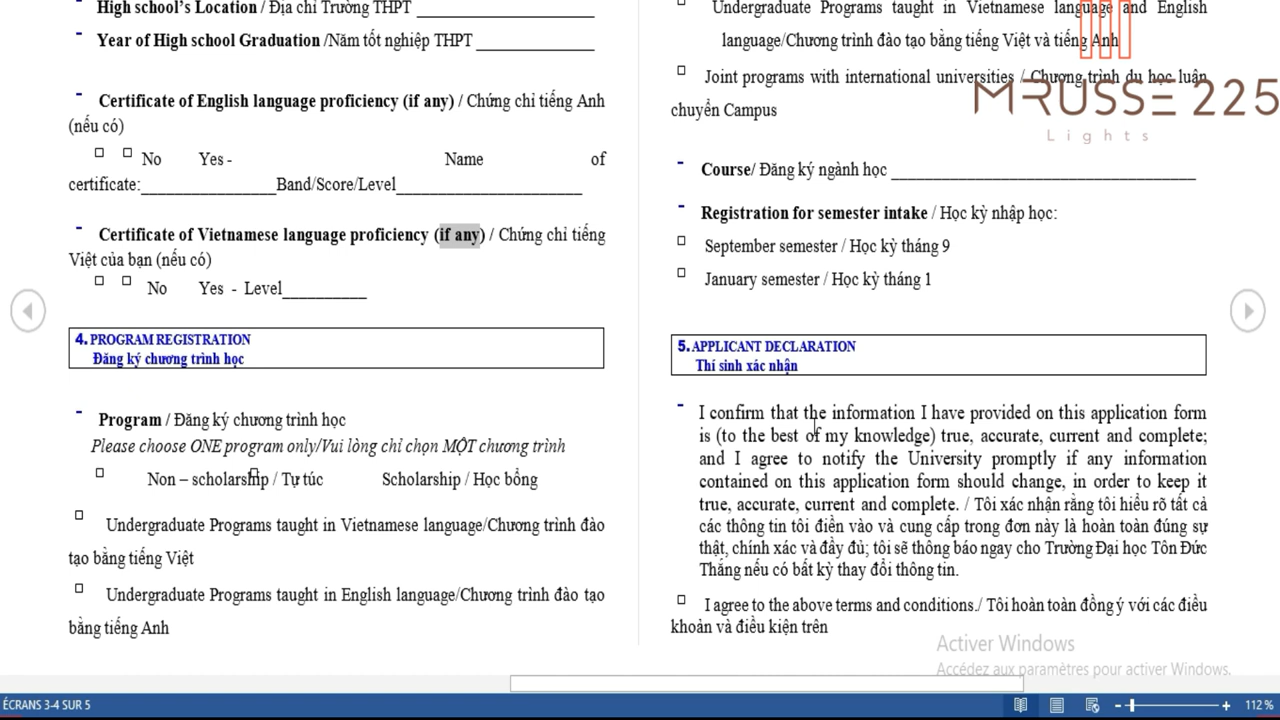 - High school's Location / Địa chỉ Trường THPT ___________________
- Year of High school Graduation /Năm tốt nghiệp THPT _____________
- Certificate of English language proficiency (if any) / Chứng chỉ tiếng Anh
(nếu có)
□ □ No Yes - Name of
certificate:______________Band/Score/Level____________________
- Certificate of Vietnamese language proficiency (if any) / Chứng chỉ tiếng
Việt của bạn (nếu có)
□ □ No Yes - Level_________
4. PROGRAM REGISTRATION
Đăng ký chương trình học
- Program / Đăng ký chương trình học
Please choose ONE program only/Vui lòng chỉ chọn MỘT chương trình
□ Non – scholarship / Tự túc □ Scholarship / Học bổng
□ Undergraduate Programs taught in Vietnamese language/Chương trình đào
tạo bằng tiếng Việt
□ Undergraduate Programs taught in English language/Chương trình đào tạo
bằng tiếng Anh
□ Undergraduate Programs taught in Vietnamese language and English
language/Chương trình đào tạo bằng tiếng Việt và tiếng Anh
□ Joint programs with international universities / Chương trình du học luân
chuyển Campus
- Course/ Đăng ký ngành học _________________________________
- Registration for semester intake / Học kỳ nhập học:
□ September semester / Học kỳ tháng 9
□ January semester / Học kỳ tháng 1
5. APPLICANT DECLARATION
Thí sinh xác nhận
- I confirm that the information I have provided on this application form
is (to the best of my knowledge) true, accurate, current and complete;
and I agree to notify the University promptly if any information
contained on this application form should change, in order to keep it
true, accurate, current and complete. / Tôi xác nhận rằng tôi hiểu rõ tất cả
các thông tin tôi điền vào và cung cấp trong đơn này là hoàn toàn đúng sự
thật, chính xác và đầy đủ; tôi sẽ thông báo ngay cho Trường Đại học Tôn Đức
Thắng nếu có bất kỳ thay đổi thông tin.
□ I agree to the above terms and conditions./ Tôi hoàn toàn đồng ý với các điều
khoản và điều kiện trên
MRUSSE 225
Lights
Activer Windows
Accédez aux paramètres pour activer Windows.
ÉCRANS 3-4 SUR 5
112 %